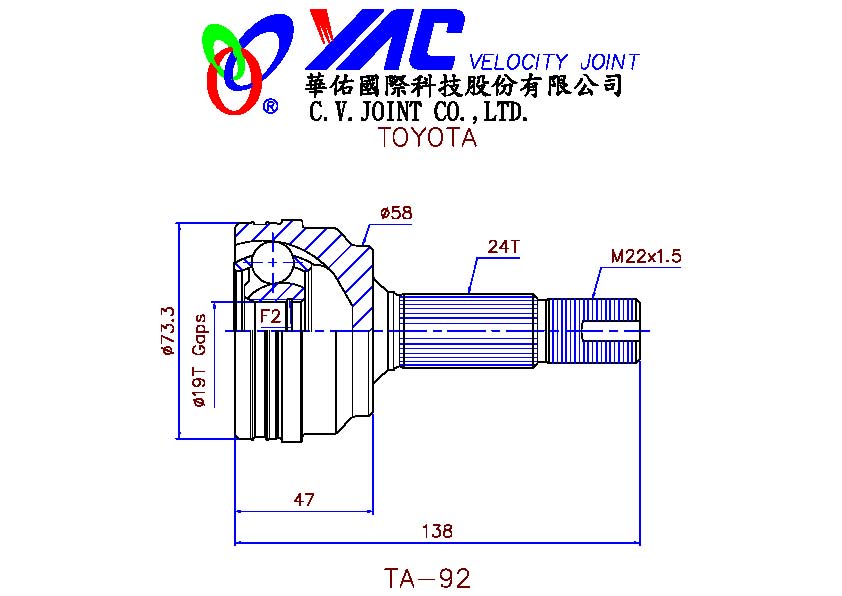 YAC VELOCITY JOINT
華佑國際科技股份有限公司
®
C.V.JOINT CO.,LTD.
TOYOTA
ø58
24T
M22x1.5
ø73.3
ø19T Gaps
F2
47
138
TA-92